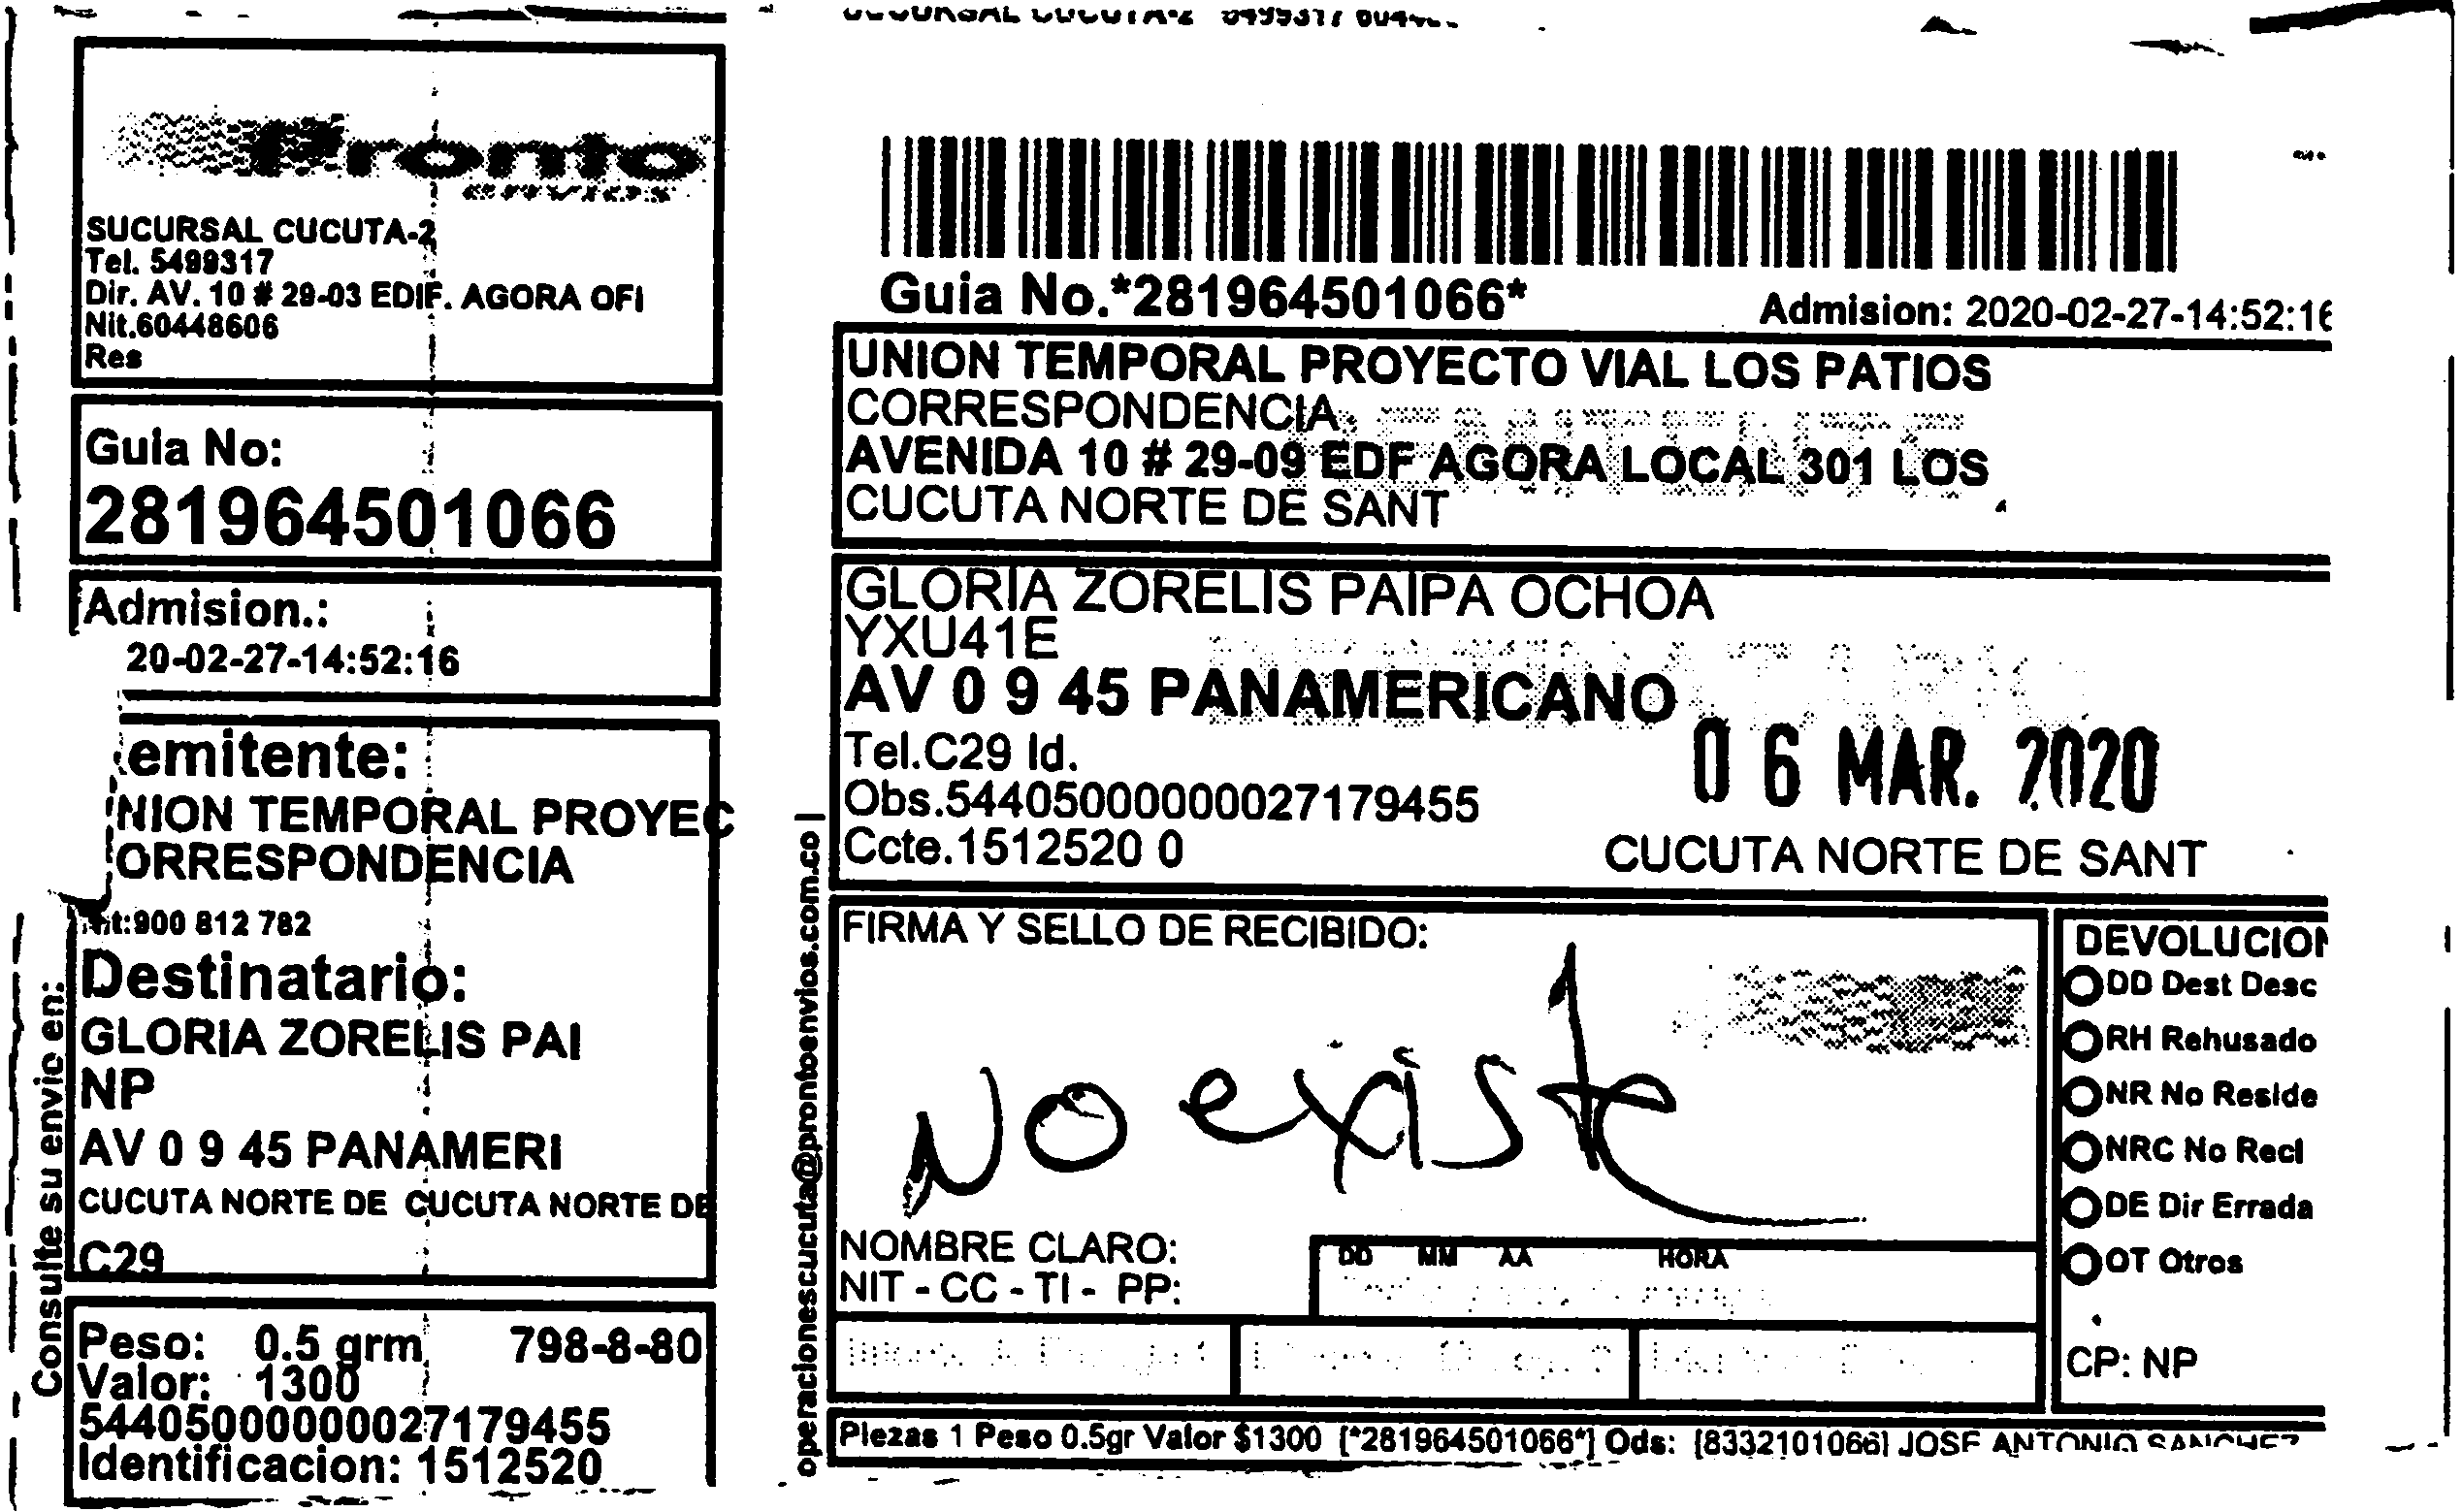 Pronto
SUCURSAL CUCUTA-2
Tel. 5499317
Dir. AV. 10 # 29-03 EDIF. AGORA OFI
Nit.60448606
Res
Guia No:
281964501066
Admision.:
20-02-27-14:52:16
emitente:
NION TEMPORAL PROYEC
ORRESPONDENCIA
it:900 812 782
Destinatario:
GLORIA ZORELIS PAI
NP
AV 0 9 45 PANAMERI
CUCUTA NORTE DE CUCUTA NORTE DE
C29
Peso: 0.5 grm 798-8-80
Valor: 1300
544050000000027179455
Identificacion: 1512520
Consulte su envio en:
operacionescucuta@prontoenvios.com.co |
Guia No.*281964501066*
Admision: 2020-02-27-14:52:16
UNION TEMPORAL PROYECTO VIAL LOS PATIOS
CORRESPONDENCIA
AVENIDA 10 # 29-09 EDF AGORA LOCAL 301 LOS
CUCUTA NORTE DE SANT
GLORIA ZORELIS PAIPA OCHOA
YXU41E
AV 0 9 45 PANAMERICANO
Tel.C29 Id.
06 MAR. 2020
Obs.544050000000027179455
Ccte.1512520 0
CUCUTA NORTE DE SANT
FIRMA Y SELLO DE RECIBIDO:
No existe
NOMBRE CLARO:
NIT - CC - TI - PP:
DD MM AA HORA
DEVOLUCION
DD Dest Desc
RH Rehusado
NR No Reside
NRC No Recl
DE Dir Errada
OT Otros
CP: NP
Piezas 1 Peso 0.5gr Valor $1300 [*281964501066*] Ods: [8332101066] JOSE ANTONIO SANCHEZ